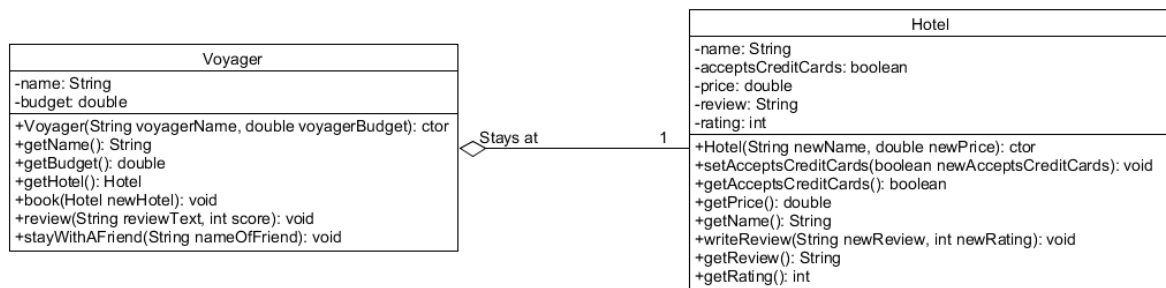 Voyager
-name: String
-budget: double
+Voyager(String voyagerName, double voyagerBudget): ctor
+getName(): String
+getBudget(): double
+getHotel(): Hotel
+book(Hotel newHotel): void
+review(String reviewText, int score): void
+stayWithAFriend(String nameOfFriend): void
Stays at
1
Hotel
-name: String
-acceptsCreditCards: boolean
-price: double
-review: String
-rating: int
+Hotel(String newName, double newPrice): ctor
+setAcceptsCreditCards(boolean newAcceptsCreditCards): void
+getAcceptsCreditCards(): boolean
+getPrice(): double
+getName(): String
+writeReview(String newReview, int newRating): void
+getReview(): String
+getRating(): int